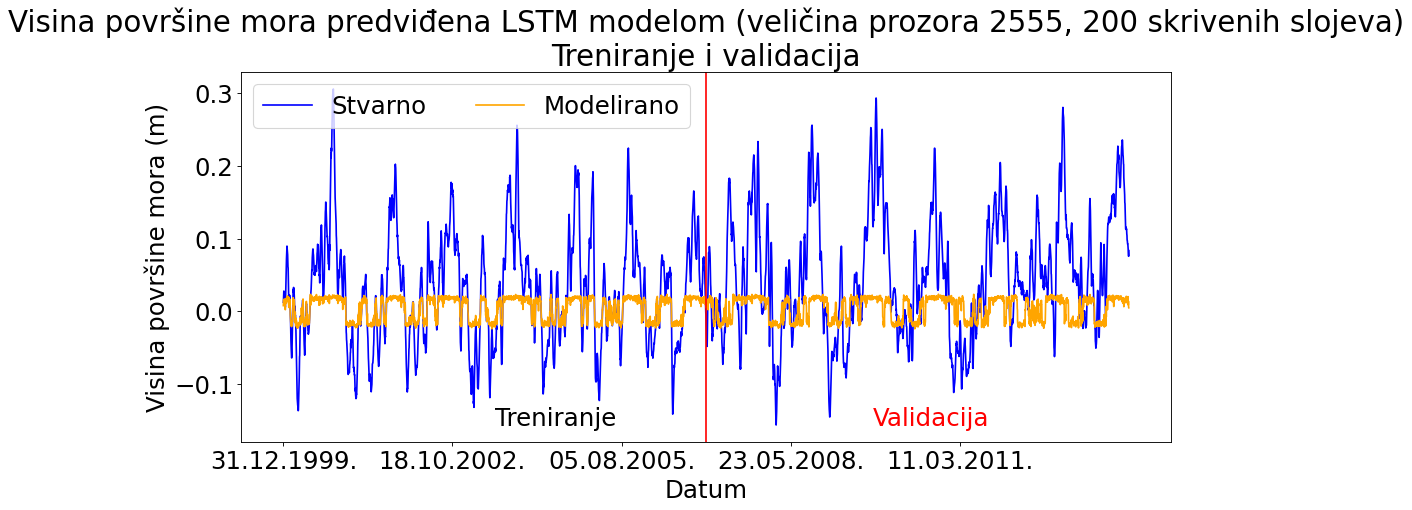 Visina površine mora predviđena LSTM modelom (veličina prozora 2555, 200 skrivenih slojeva)
Treniranje i validacija
Stvarno Modelirano
Visina površine mora (m)
0.3
0.2
0.1
0.0
−0.1
Treniranje Validacija
31.12.1999. 18.10.2002. 05.08.2005. 23.05.2008. 11.03.2011.
Datum